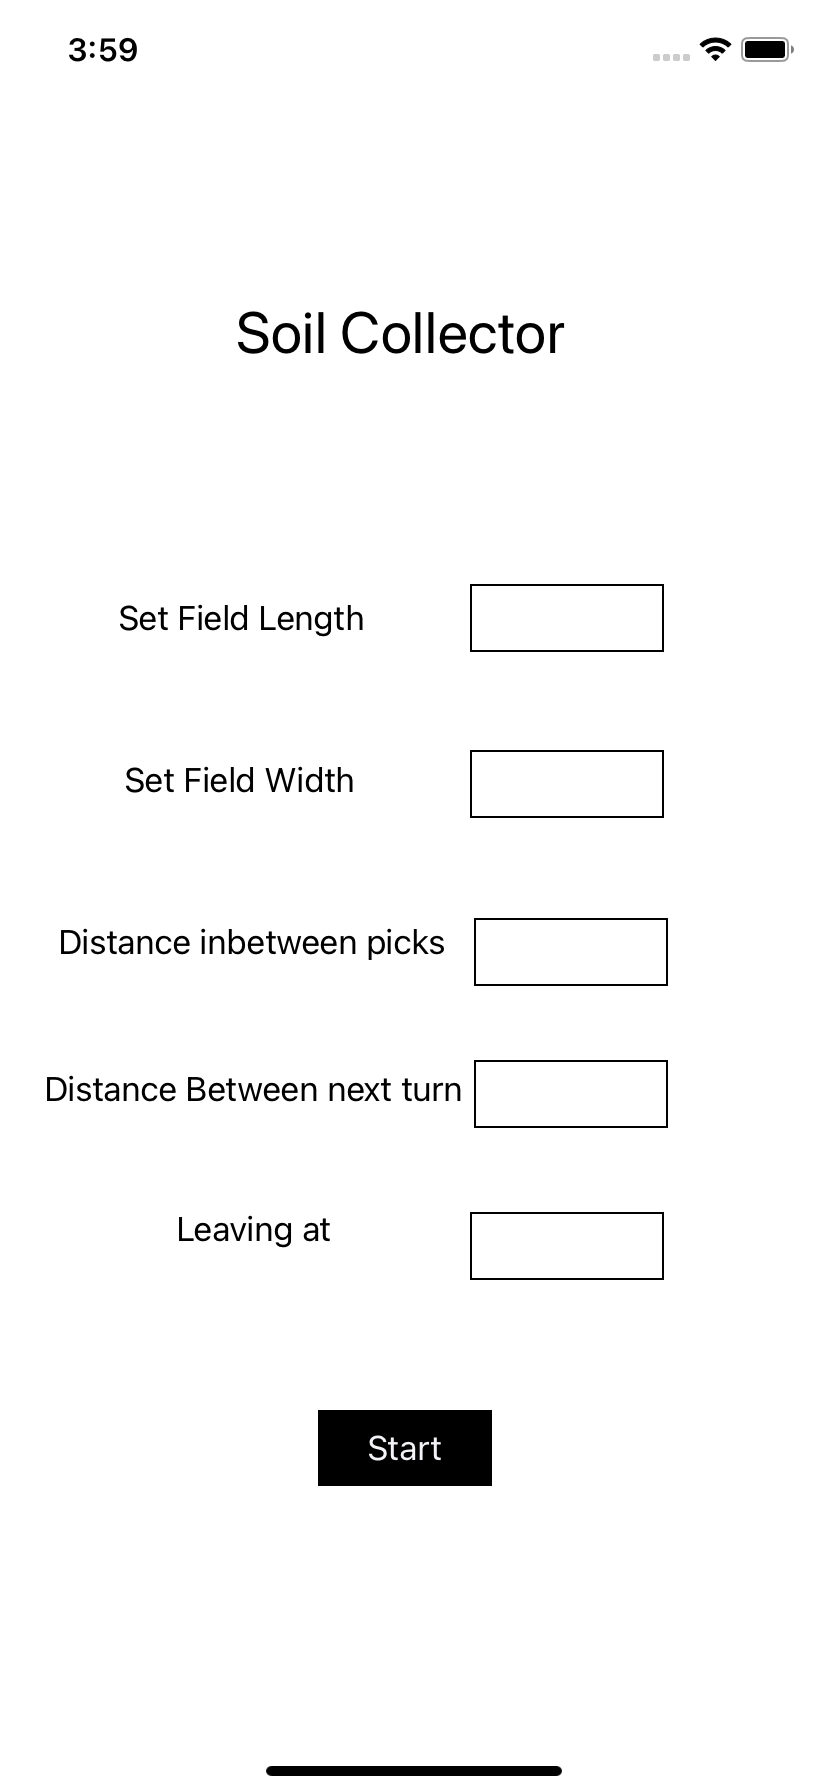 3:59
Soil Collector
Set Field Length
Set Field Width
Distance inbetween picks
Distance Between next turn
Leaving at
Start